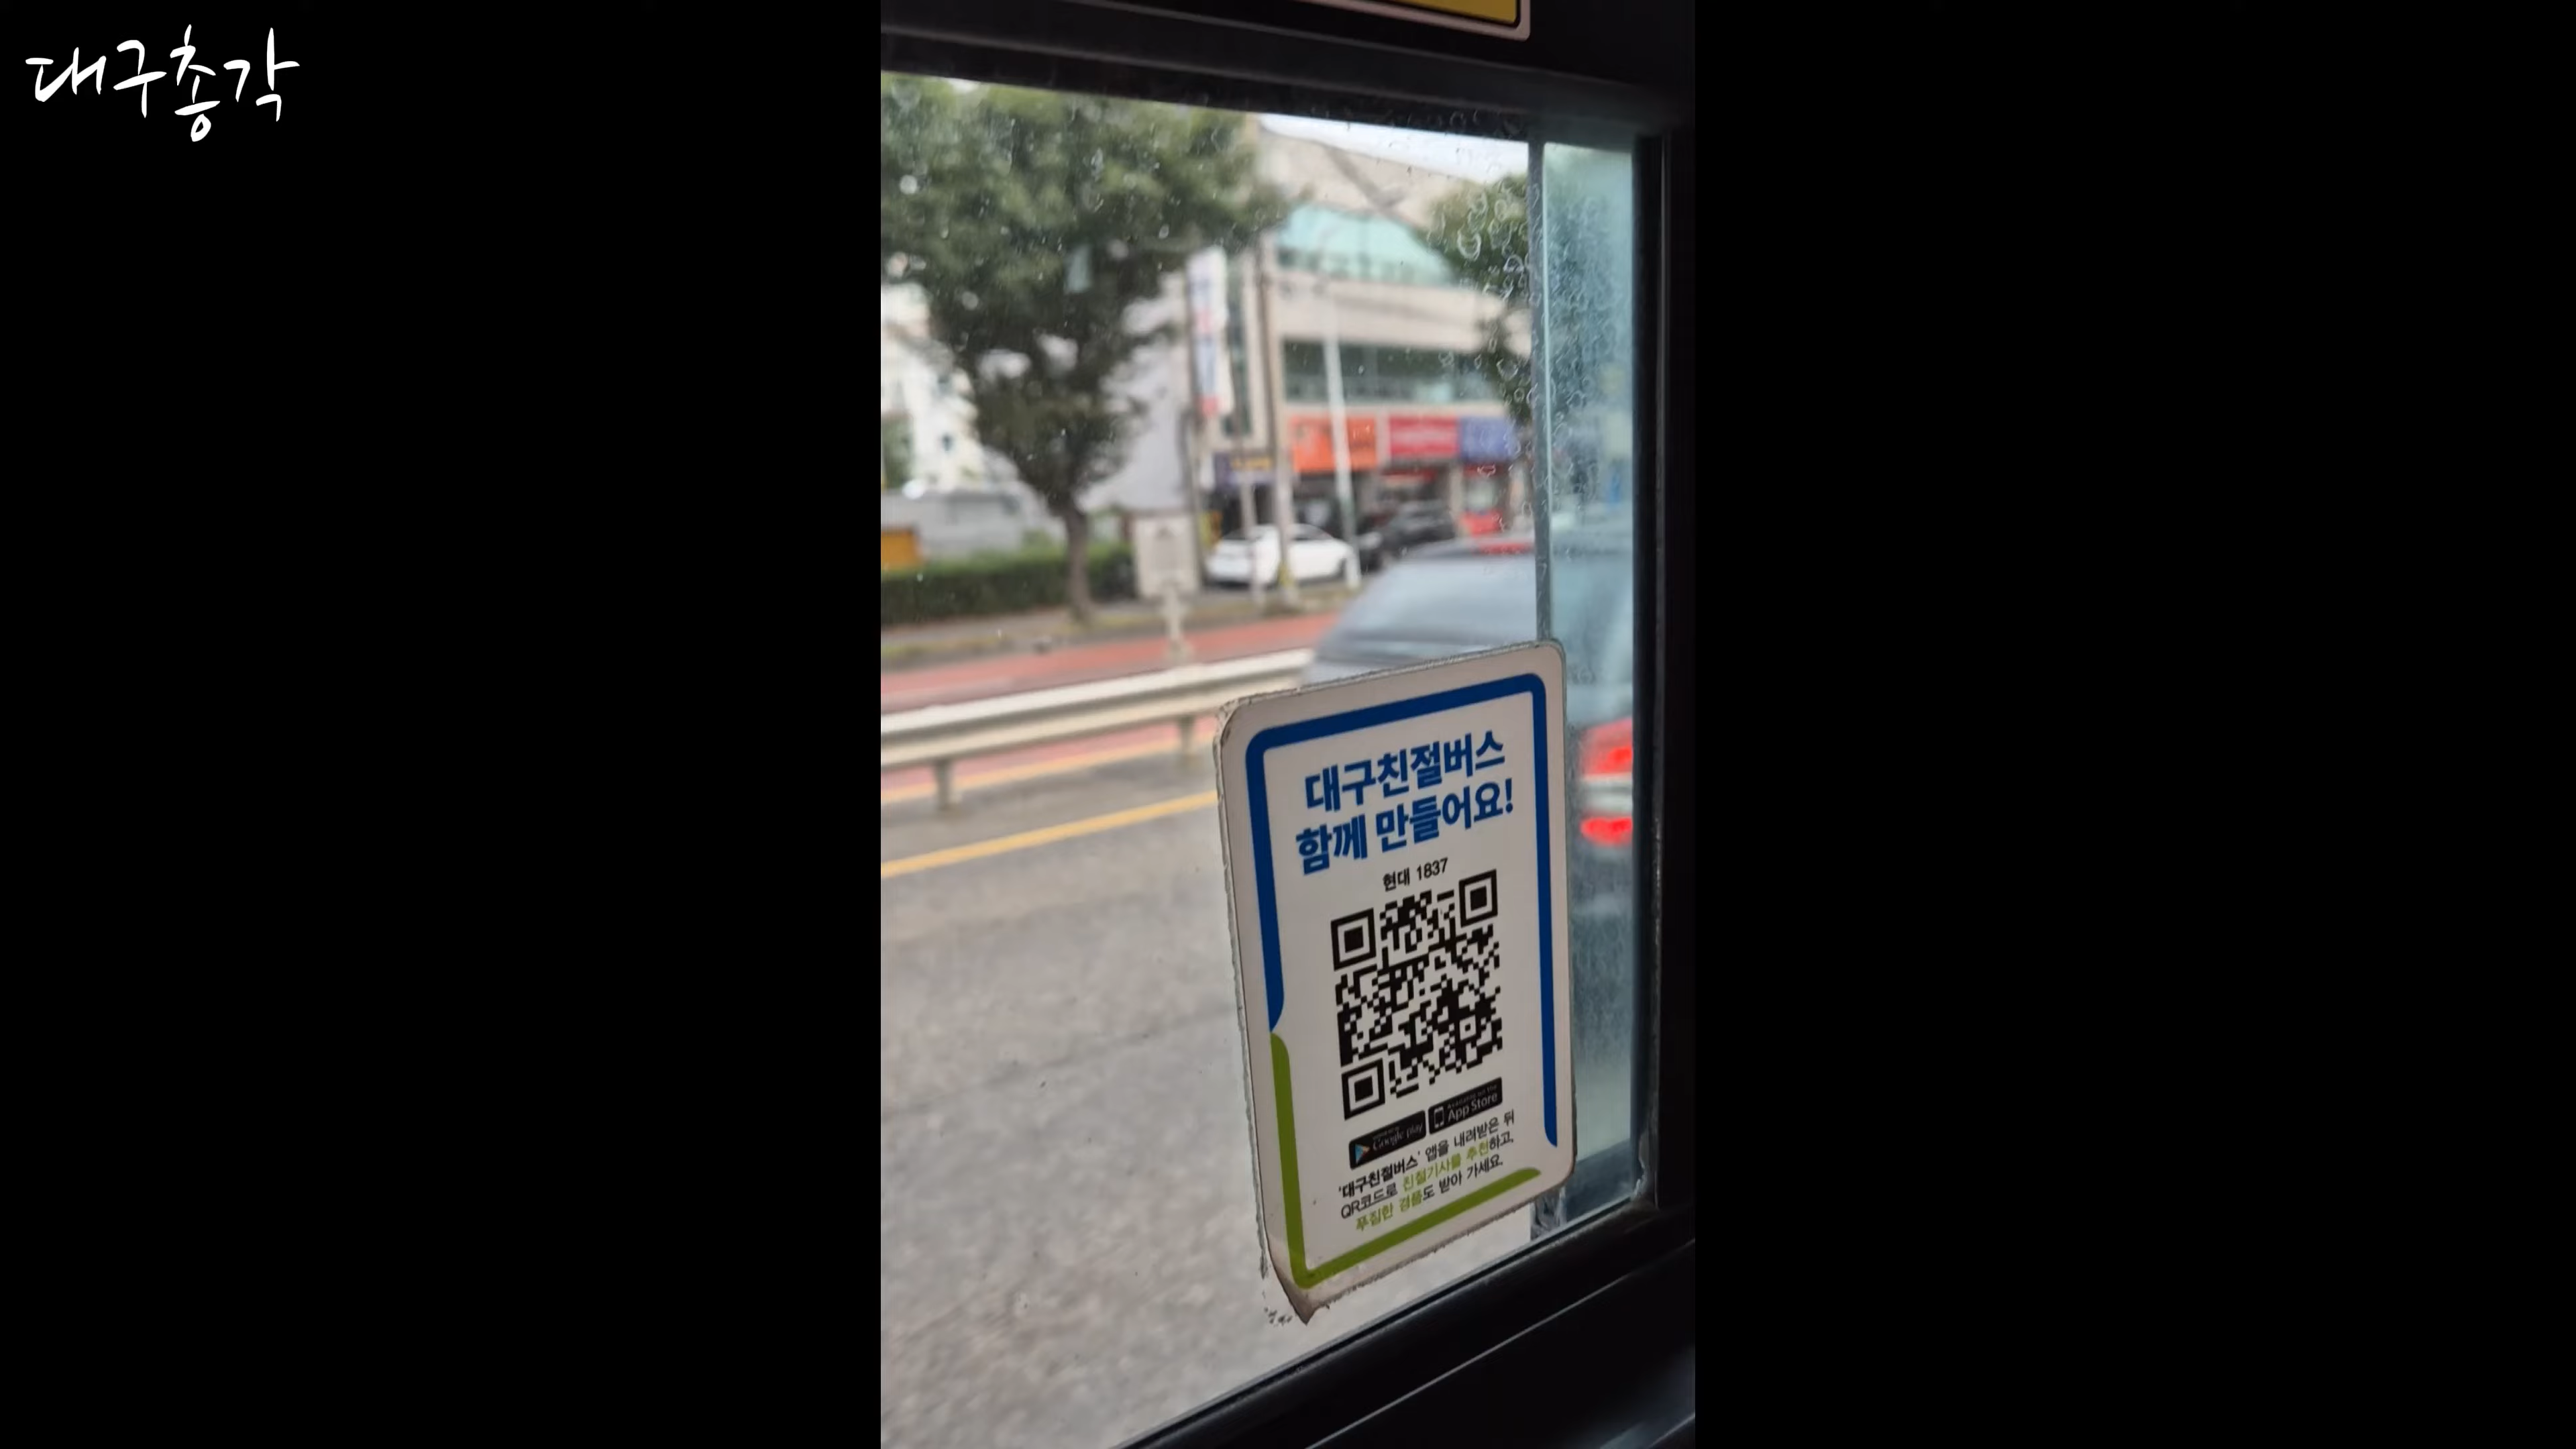 대구총각
대구친절버스
함께 만들어요!
현대 1837
Google play
App Store
'대구친절버스' 앱을 내려받은 뒤
QR코드로 친절기사를 추천하고,
푸짐한 경품도 받아 가세요.